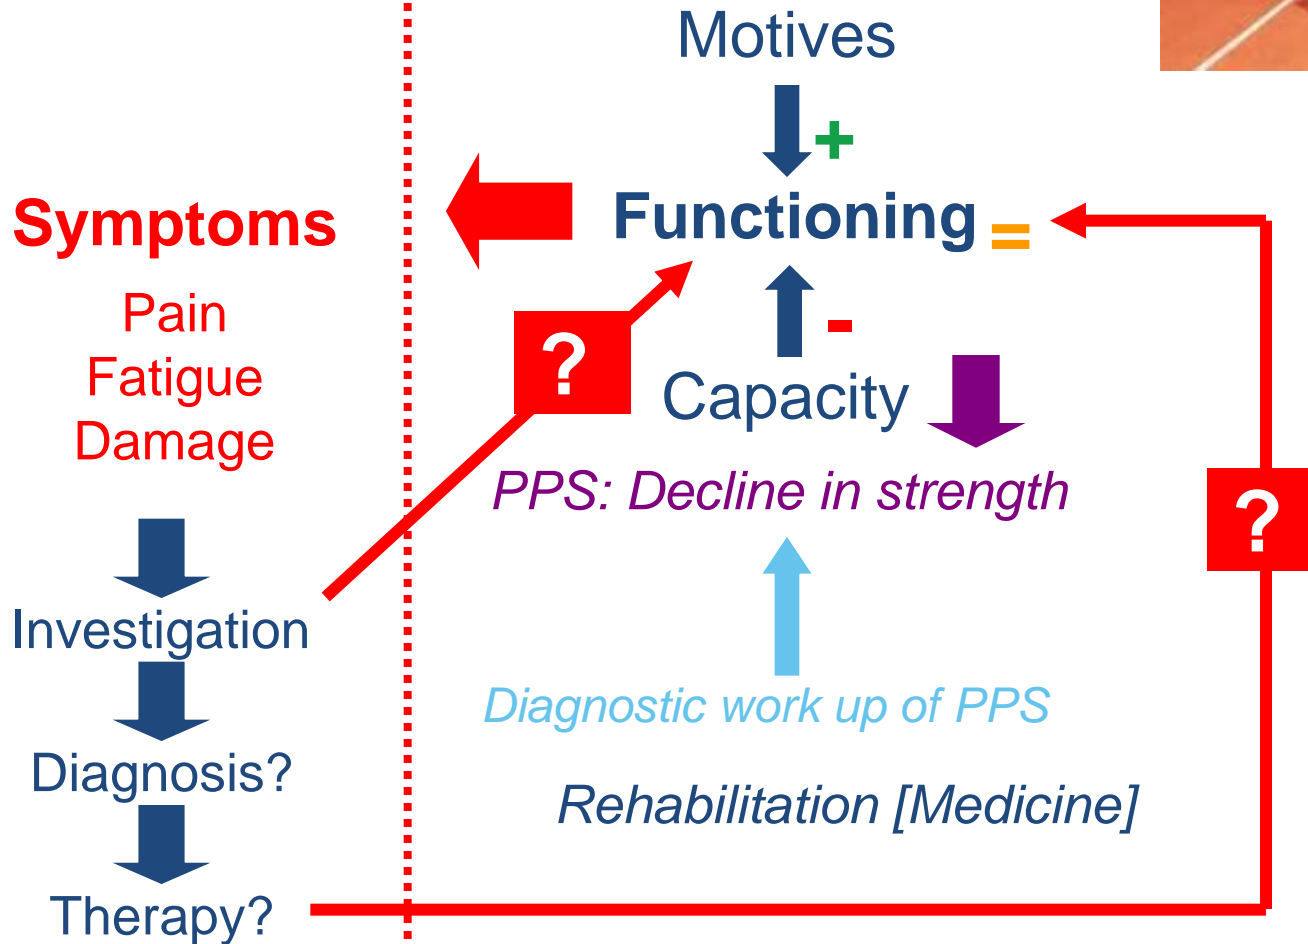 Motives
+
Symptoms
Functioning =
Pain
Fatigue
Damage
?
-
Capacity
PPS: Decline in strength
?
Investigation
Diagnostic work up of PPS
Diagnosis?
Rehabilitation [Medicine]
Therapy?